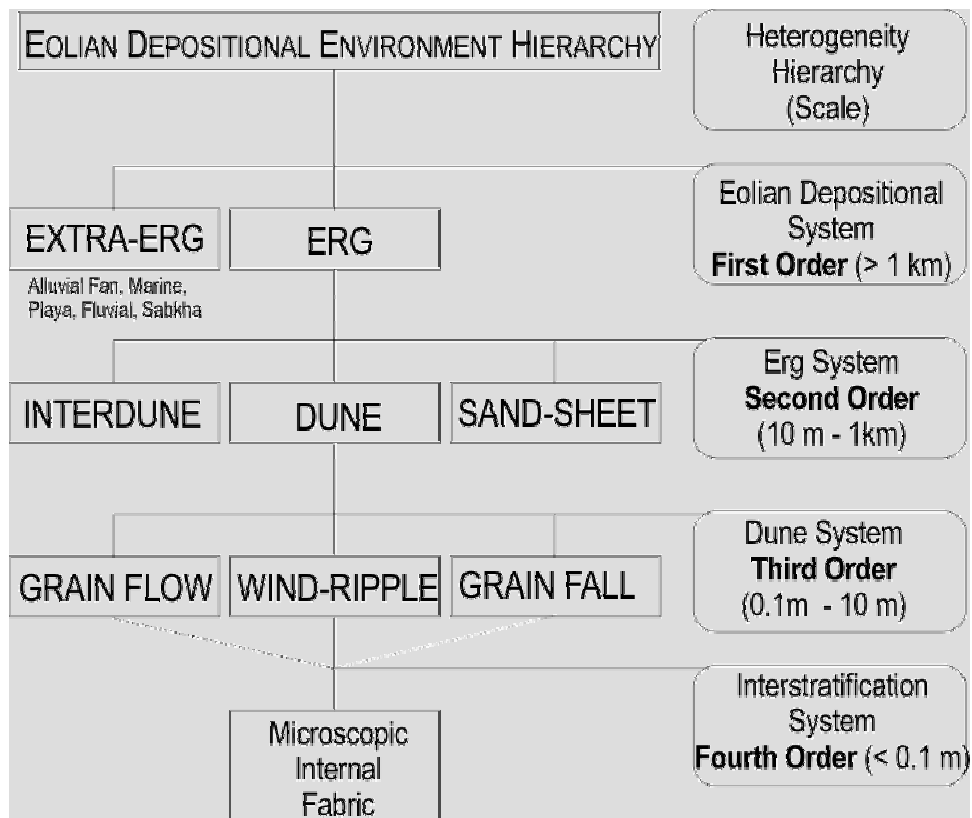 EOLIAN DEPOSITIONAL ENVIRONMENT HIERARCHY
Heterogeneity
Hierarchy
(Scale)
Eolian Depositional
System
First Order (> 1 km)
EXTRA-ERG
ERG
Alluvial Fan, Marine,
Playa, Fluvial, Sabkha
Erg System
Second Order
(10 m - 1km)
INTERDUNE
DUNE
SAND-SHEET
Dune System
Third Order
(0.1m - 10 m)
GRAIN FLOW
WIND-RIPPLE
GRAIN FALL
Interstratification
System
Fourth Order (< 0.1 m)
Microscopic
Internal
Fabric